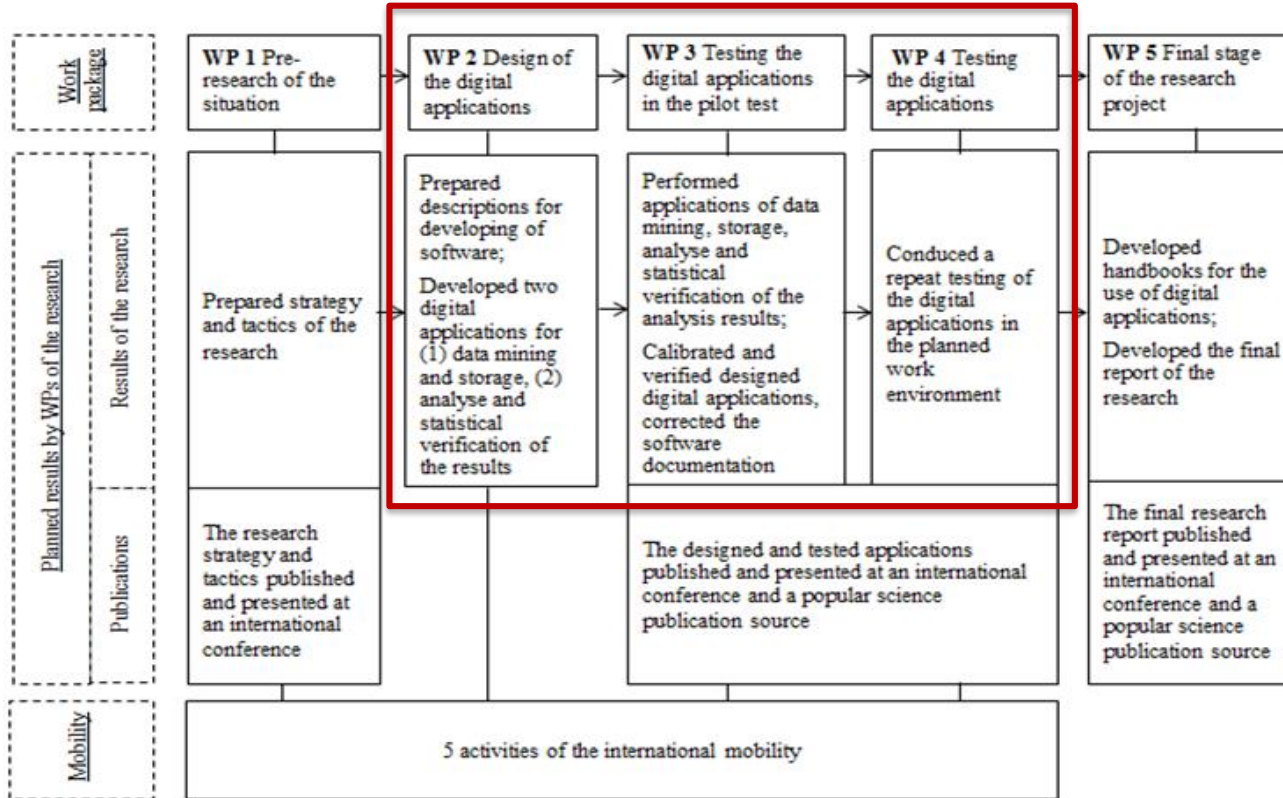 Work
package
WP 1 Pre-
research of the
situation
WP 2 Design of
the digital
applications
WP 3 Testing the
digital applications
in the pilot test
WP 4 Testing
the digital
applications
WP 5 Final stage
of the research
project
Planned results by WPs of the research
Results of the research
Prepared strategy
and tactics of the
research
Prepared
descriptions for
developing of
software;
Developed two
digital
applications for
(1) data mining
and storage, (2)
analyse and
statistical
verification of
the results
Performed
applications of data
mining, storage,
analyse and
statistical
verification of the
analysis results;
Calibrated and
verified designed
digital applications,
corrected the
software
documentation
Conduced a
repeat testing of
the digital
applications in
the planned
work
environment
Developed
handbooks for the
use of digital
applications;
Developed the final
report of the
research
Publications
The research
strategy and
tactics published
and presented at
an international
conference
The designed and tested applications
published and presented at an international
conference and a popular science
publication source
The final research
report published
and presented at an
international
conference and a
popular science
publication source
Mobility
5 activities of the international mobility